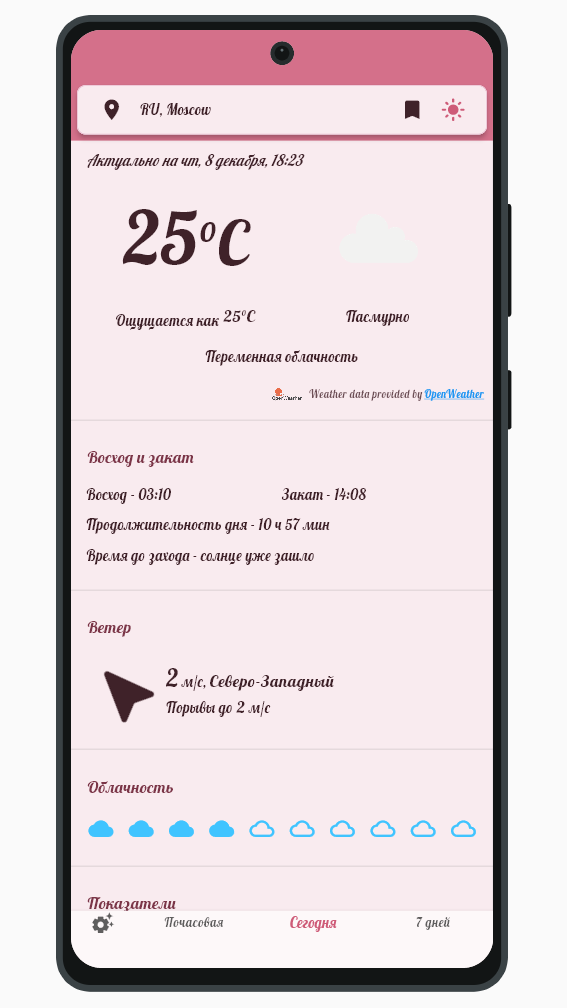 RU, Moscow
Актуально на чт, 8 декабря, 18:23
25°C
Ощущается как 25°C
Пасмурно
Переменная облачность
OpenWeather Weather data provided by OpenWeather
Восход и закат
Восход - 03:10 Закат - 14:08
Продолжительность дня - 10 ч 57 мин
Время до захода - солнце уже зашло
Ветер
2 м/с, Северо-Западный
Порывы до 2 м/с
Облачность
Показатели
Почасовая Сегодня 7 дней